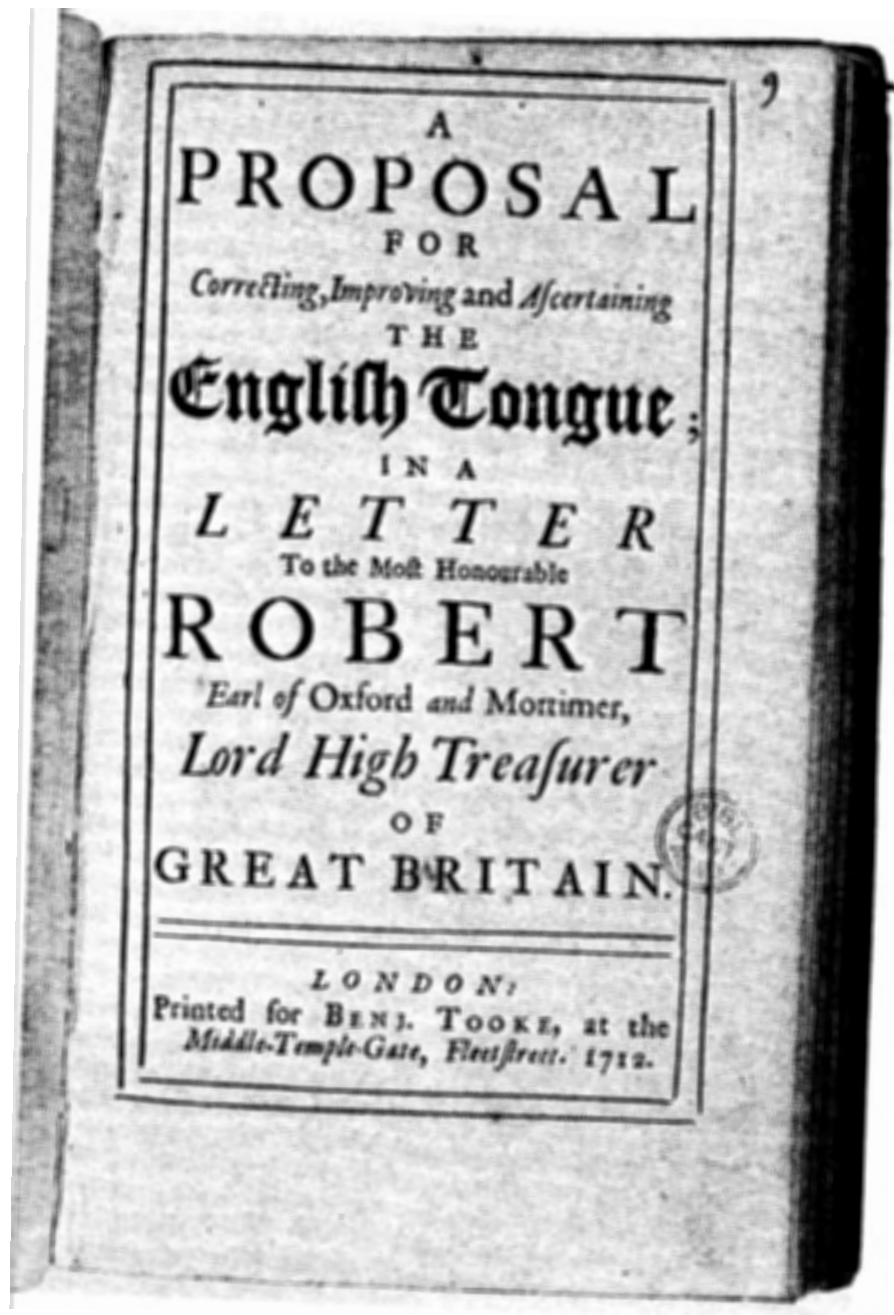 9
A
PROPOSAL
FOR
Correcting, Improving and Aſcertaining
THE
Engliſh Tongue;
IN A
LETTER
To the Moſt Honourable
ROBERT
Earl of Oxford and Mortimer,
Lord High Treaſurer
OF
GREAT BRITAIN.
LONDON:
Printed for BENJ. TOOKE, at the
Middle-Temple-Gate, Fleetſtreet. 1712.